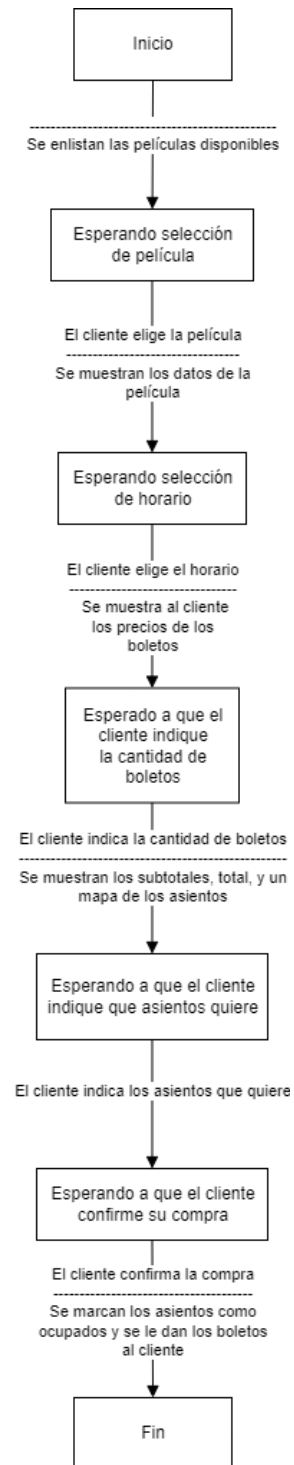 Inicio
Se enlistan las películas disponibles
Esperando selección
de película
El cliente elige la película
Se muestran los datos de la
película
Esperando selección
de horario
El cliente elige el horario
Se muestra al cliente
los precios de los
boletos
Esperado a que el
cliente indique
la cantidad de
boletos
El cliente indica la cantidad de boletos
Se muestran los subtotales, total, y un
mapa de los asientos
Esperando a que el cliente
indique que asientos quiere
El cliente indica los asientos que quiere
Esperando a que el cliente
confirme su compra
El cliente confirma la compra
Se marcan los asientos como
ocupados y se le dan los boletos
al cliente
Fin